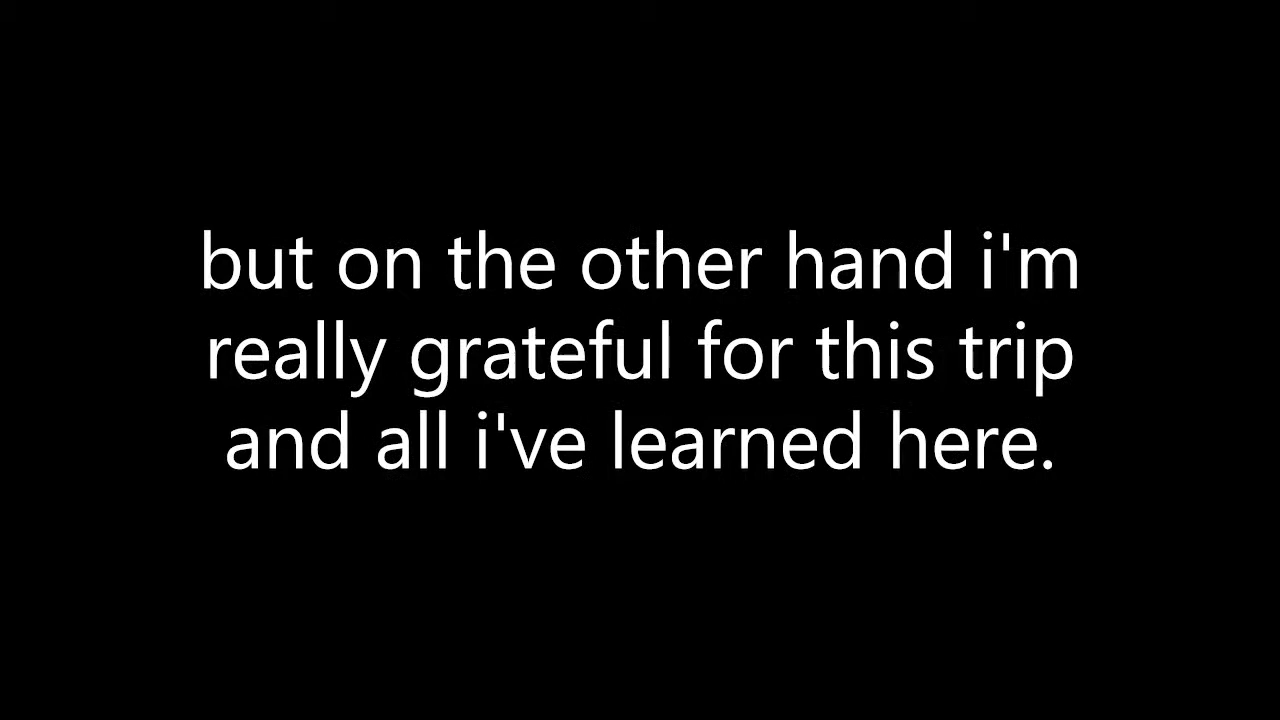 but on the other hand i'm
really grateful for this trip
and all i've learned here.